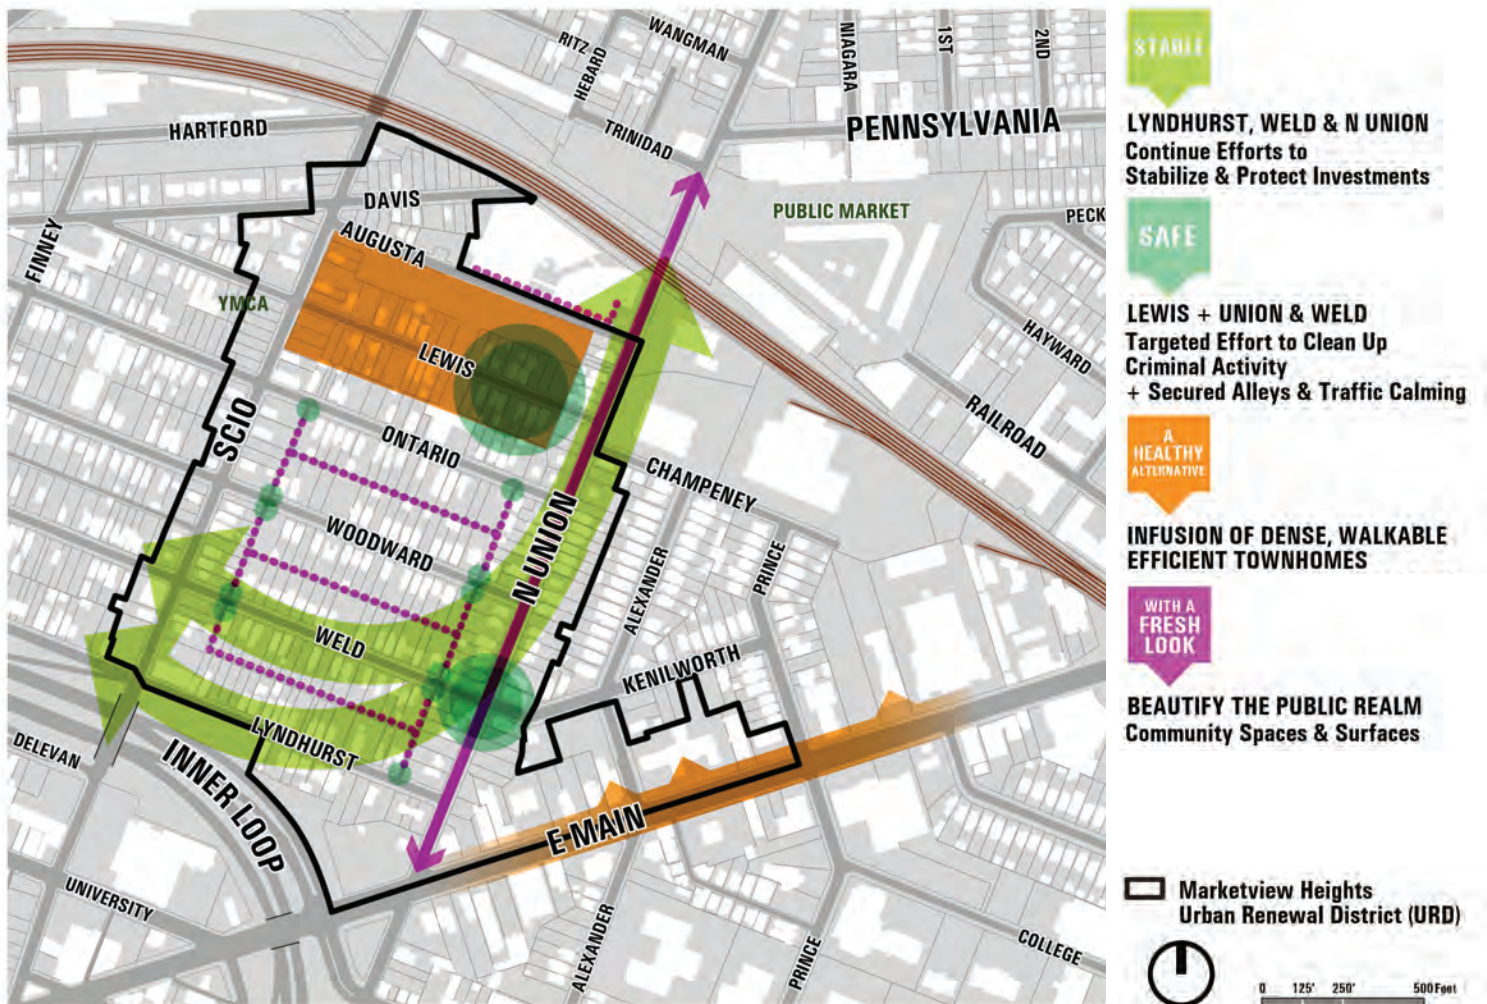 WANGMAN
RITZ
HEBARD
NIAGARA
1ST
2ND
HARTFORD
TRINIDAD
PENNSYLVANIA
DAVIS
PUBLIC MARKET
PECK
FINNEY
AUGUSTA
YMCA
HAYWARD
LEWIS
RAILROAD
SCIO
ONTARIO
CHAMPENEY
WOODWARD
N UNION
ALEXANDER
PRINCE
WELD
KENILWORTH
LYNDHURST
DELEVAN
INNER LOOP
E MAIN
UNIVERSITY
ALEXANDER
PRINCE
COLLEGE
STABLE
LYNDHURST, WELD & N UNION
Continue Efforts to
Stabilize & Protect Investments
SAFE
LEWIS + UNION & WELD
Targeted Effort to Clean Up
Criminal Activity
+ Secured Alleys & Traffic Calming
A
HEALTHY
ALTERNATIVE
INFUSION OF DENSE, WALKABLE
EFFICIENT TOWNHOMES
WITH A
FRESH
LOOK
BEAUTIFY THE PUBLIC REALM
Community Spaces & Surfaces
Marketview Heights
Urban Renewal District (URD)
0 125' 250' 500 Feet